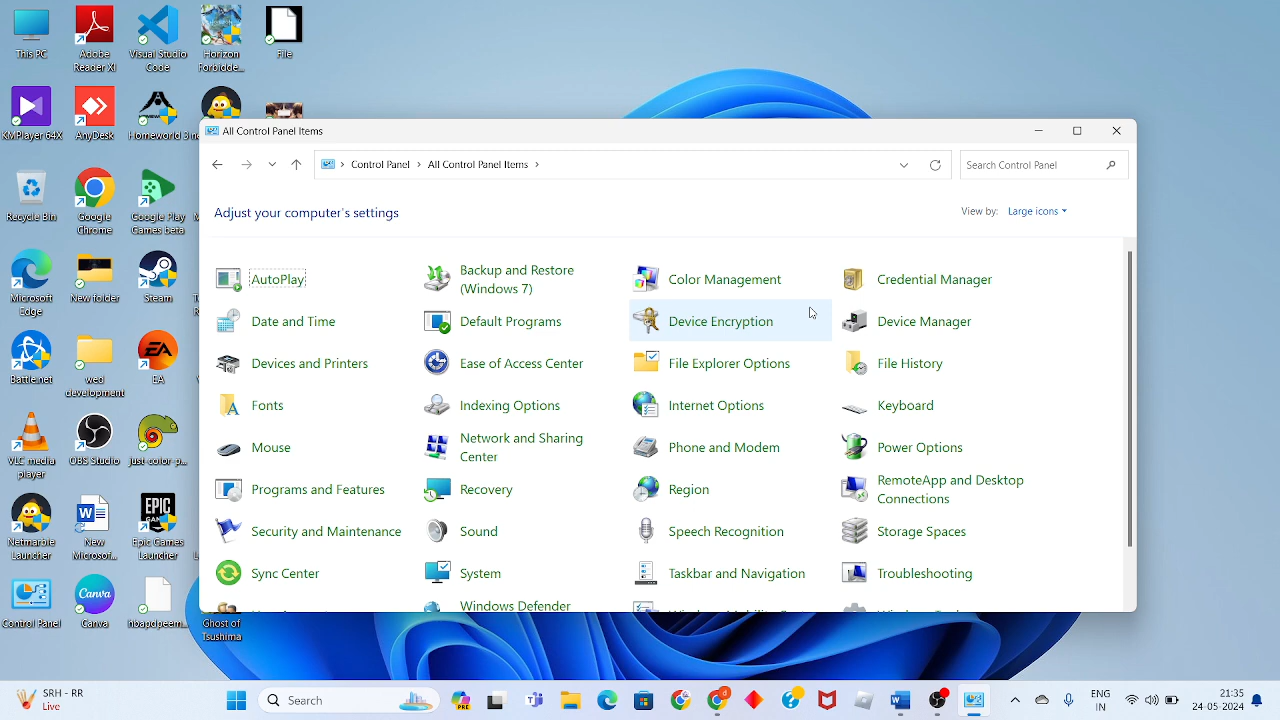 This PC
Adobe
Reader XI
Visual Studio
Code
Horizon
Forbidde...
File
KMPlayer 64X
AnyDesk
Homeworld 3
Recycle Bin
Google
Chrome
Google Play
Games beta
Microsoft
Edge
New folder
Steam
Battle.net
wed
development
EA
VLC media
player
OBS Studio
just-color-p...
Netmarble
Launcher
New
Microsof...
Epic Games
Launcher
Control Panel
Canva
nbapdpeem...
Ghost of
Tsushima
All Control Panel Items
Control Panel > All Control Panel Items >
Search Control Panel
Adjust your computer's settings
View by: Large icons
AutoPlay
Backup and Restore
(Windows 7)
Color Management
Credential Manager
Date and Time
Default Programs
Device Encryption
Device Manager
Devices and Printers
Ease of Access Center
File Explorer Options
File History
Fonts
Indexing Options
Internet Options
Keyboard
Mouse
Network and Sharing
Center
Phone and Modem
Power Options
Programs and Features
Recovery
Region
RemoteApp and Desktop
Connections
Security and Maintenance
Sound
Speech Recognition
Storage Spaces
Sync Center
System
Taskbar and Navigation
Troubleshooting
Windows Defender
SRH - RR
Live
Search
ENG
IN
21:35
24-05-2024